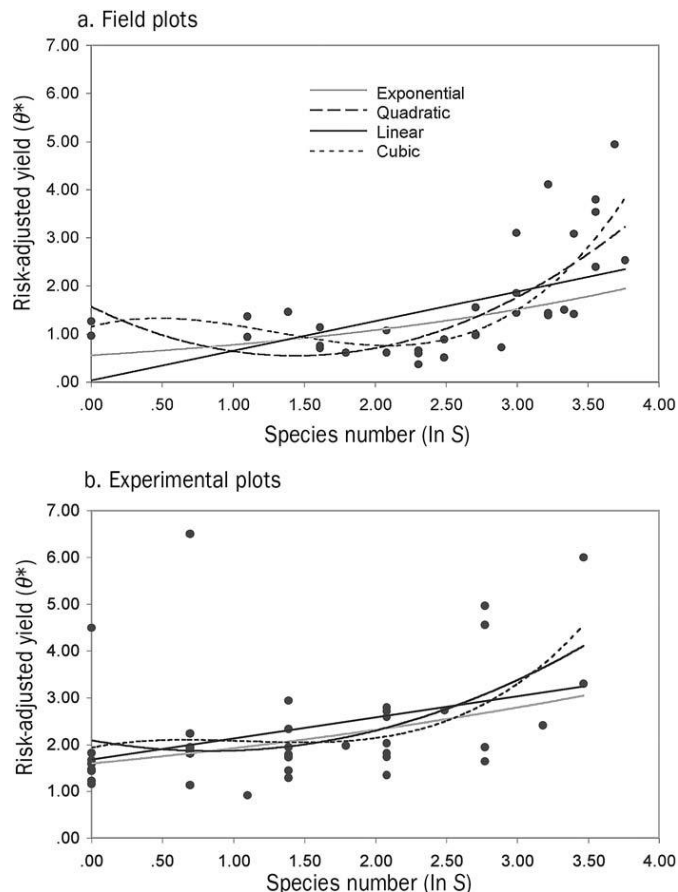 a. Field plots
7.00
6.00
5.00
4.00
3.00
2.00
1.00
.00
Risk-adjusted yield (θ*)
Exponential
Quadratic
Linear
Cubic
.00 .50 1.00 1.50 2.00 2.50 3.00 3.50 4.00
Species number (ln S)
b. Experimental plots
7.00
6.00
5.00
4.00
3.00
2.00
1.00
.00
Risk-adjusted yield (θ*)
.00 .50 1.00 1.50 2.00 2.50 3.00 3.50 4.00
Species number (ln S)